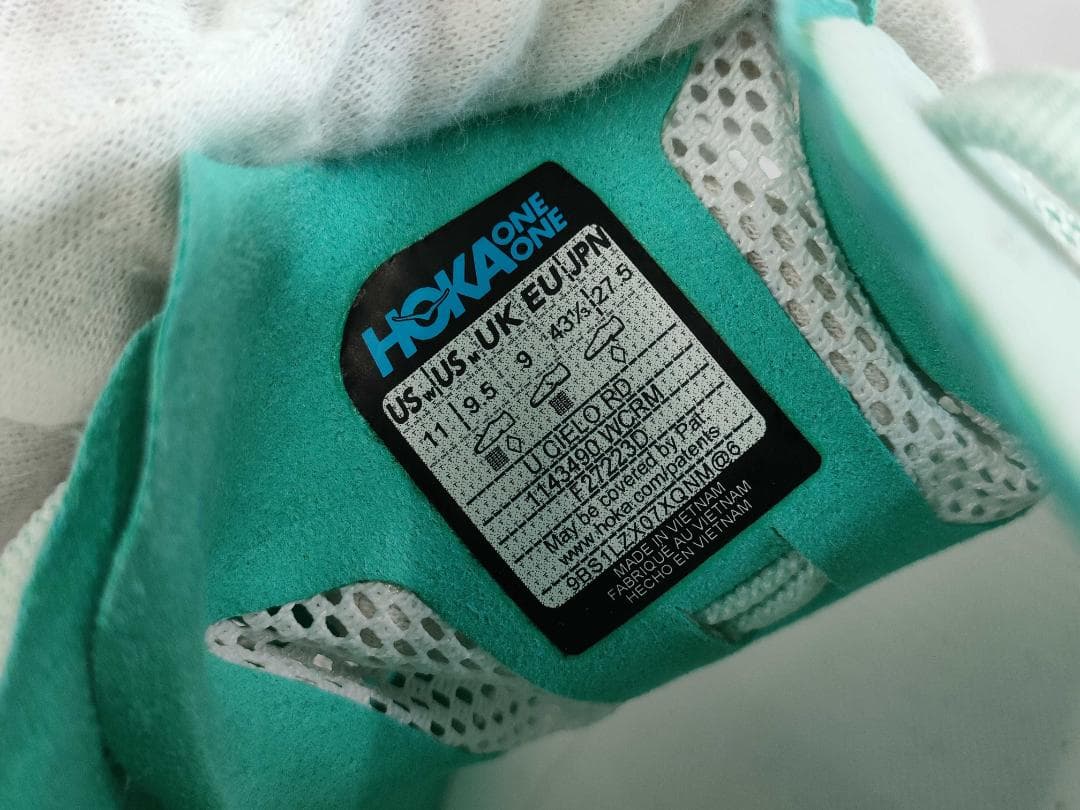 HOKA ONE ONE
US w|US w|UK|EU|JPN
11|9.5|9|43⅓|27.5
U CIELO RD
1143490 WCRM
F27223D
May be covered by Pat'
www.hoka.com/patents
9BS1LZX07XQNM@6
MADE IN VIETNAM
FABRIQUE AU VIETNAM
HECHO EN VIETNAM